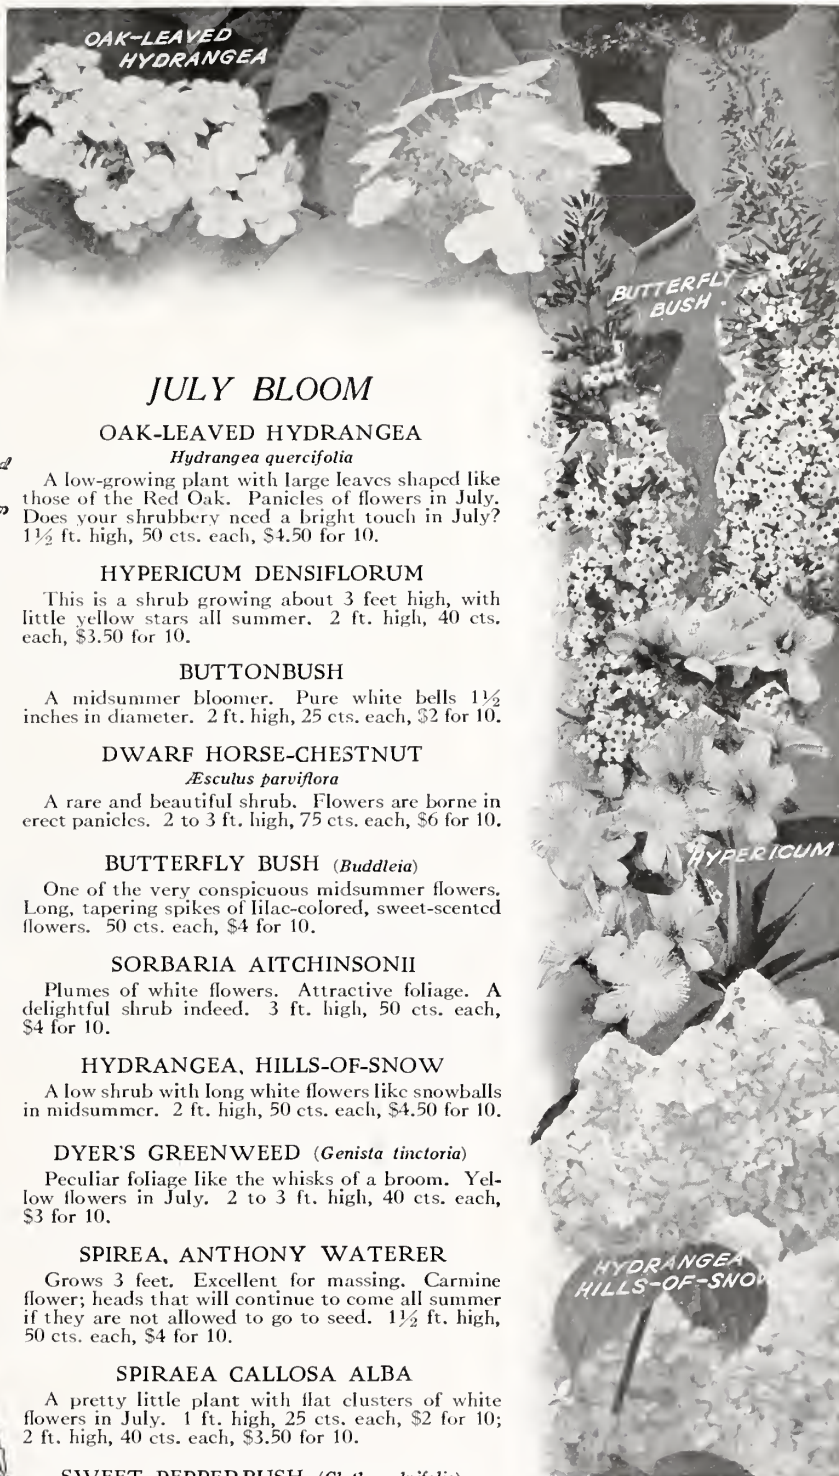 OAK-LEAVED
HYDRANGEA
BUTTERFLY
BUSH
JULY BLOOM
OAK-LEAVED HYDRANGEA
Hydrangea quercifolia
A low-growing plant with large leaves shaped like
those of the Red Oak. Panicles of flowers in July.
Does your shrubbery need a bright touch in July?
1½ ft. high, 50 cts. each, $4.50 for 10.
HYPERICUM DENSIFLORUM
This is a shrub growing about 3 feet high, with
little yellow stars all summer. 2 ft. high, 40 cts.
each, $3.50 for 10.
BUTTONBUSH
A midsummer bloomer. Pure white bells 1½
inches in diameter. 2 ft. high, 25 cts. each, $2 for 10.
DWARF HORSE-CHESTNUT
Æsculus parviflora
A rare and beautiful shrub. Flowers are borne in
erect panicles. 2 to 3 ft. high, 75 cts. each, $6 for 10.
BUTTERFLY BUSH (Buddleia)
One of the very conspicuous midsummer flowers.
Long, tapering spikes of lilac-colored, sweet-scented
flowers. 50 cts. each, $4 for 10.
SORBARIA AITCHINSONII
Plumes of white flowers. Attractive foliage. A
delightful shrub indeed. 3 ft. high, 50 cts. each,
$4 for 10.
HYDRANGEA, HILLS-OF-SNOW
A low shrub with long white flowers like snowballs
in midsummer. 2 ft. high, 50 cts. each, $4.50 for 10.
DYER'S GREENWEED (Genista tinctoria)
Peculiar foliage like the whisks of a broom. Yel-
low flowers in July. 2 to 3 ft. high, 40 cts. each,
$3 for 10.
SPIREA, ANTHONY WATERER
Grows 3 feet. Excellent for massing. Carmine
flower; heads that will continue to come all summer
if they are not allowed to go to seed. 1½ ft. high,
50 cts. each, $4 for 10.
SPIRAEA CALLOSA ALBA
A pretty little plant with flat clusters of white
flowers in July. 1 ft. high, 25 cts. each, $2 for 10;
2 ft. high, 40 cts. each, $3.50 for 10.
SWEET PEPPERBUSH
HYPERICUM
HYDRANGEA
HILLS-OF-SNOW